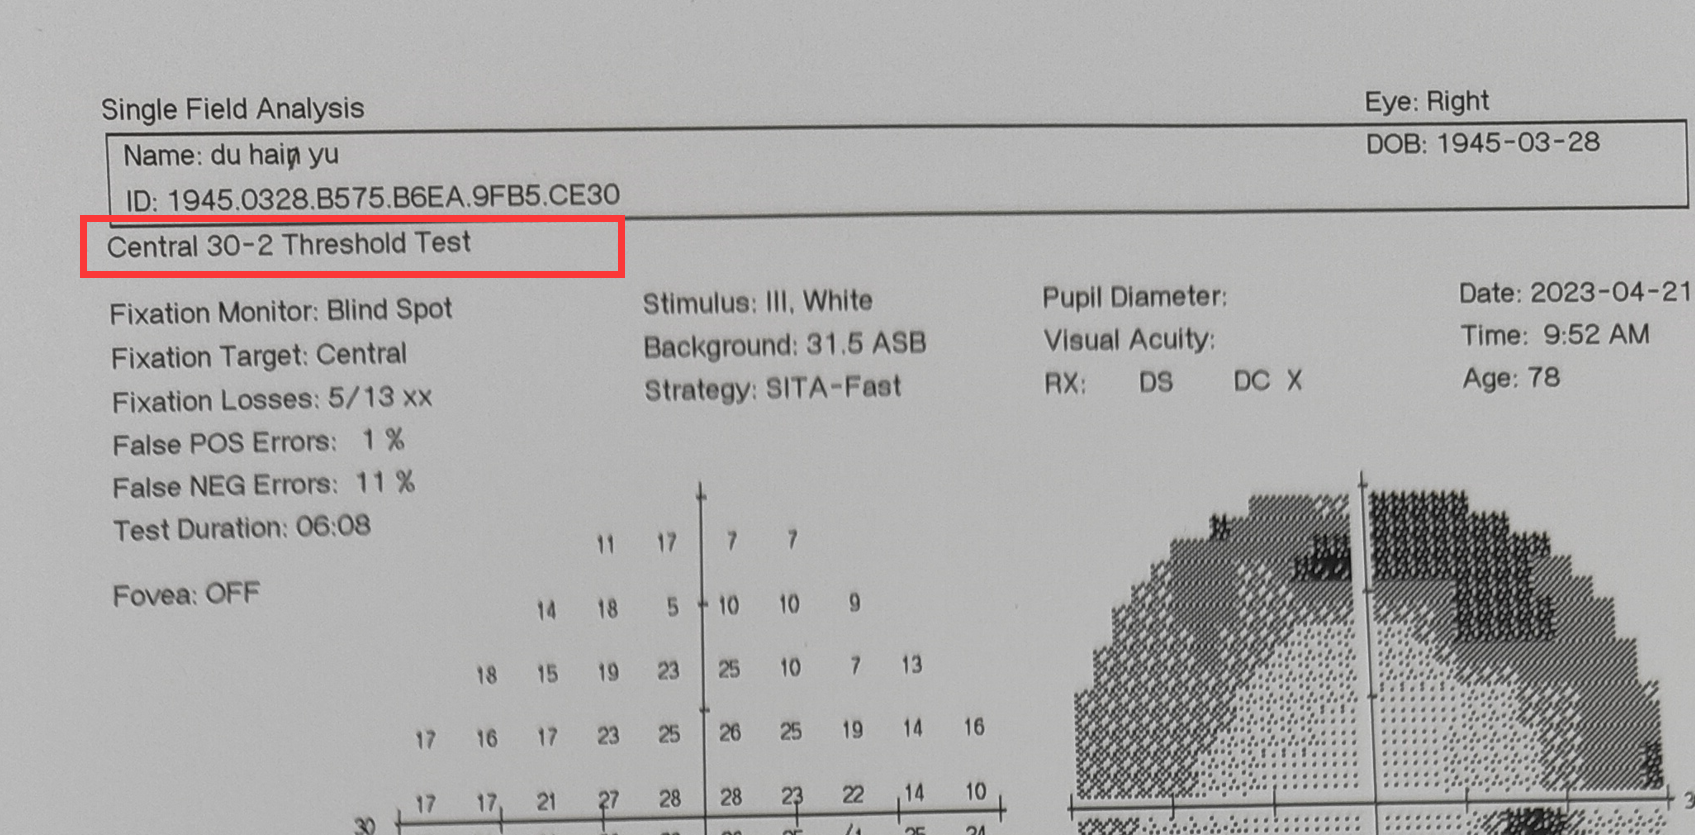 Single Field Analysis
Eye: Right
Name: du hain yu
DOB: 1945-03-28
ID: 1945.0328.B575.B6EA.9FB5.CE30
Central 30-2 Threshold Test
Fixation Monitor: Blind Spot
Stimulus: III, White
Pupil Diameter:
Date: 2023-04-21
Fixation Target: Central
Background: 31.5 ASB
Visual Acuity:
Time: 9:52 AM
Fixation Losses: 5/13 xx
Strategy: SITA-Fast
RX: DS DC X
Age: 78
False POS Errors: 1 %
False NEG Errors: 11 %
Test Duration: 06:08
Fovea: OFF
11 17 7 7
14 18 5 10 10 9
18 15 19 23 25 10 7 13
17 16 17 23 25 26 25 19 14 16
17 17 21 27 28 28 23 22 14 10
30